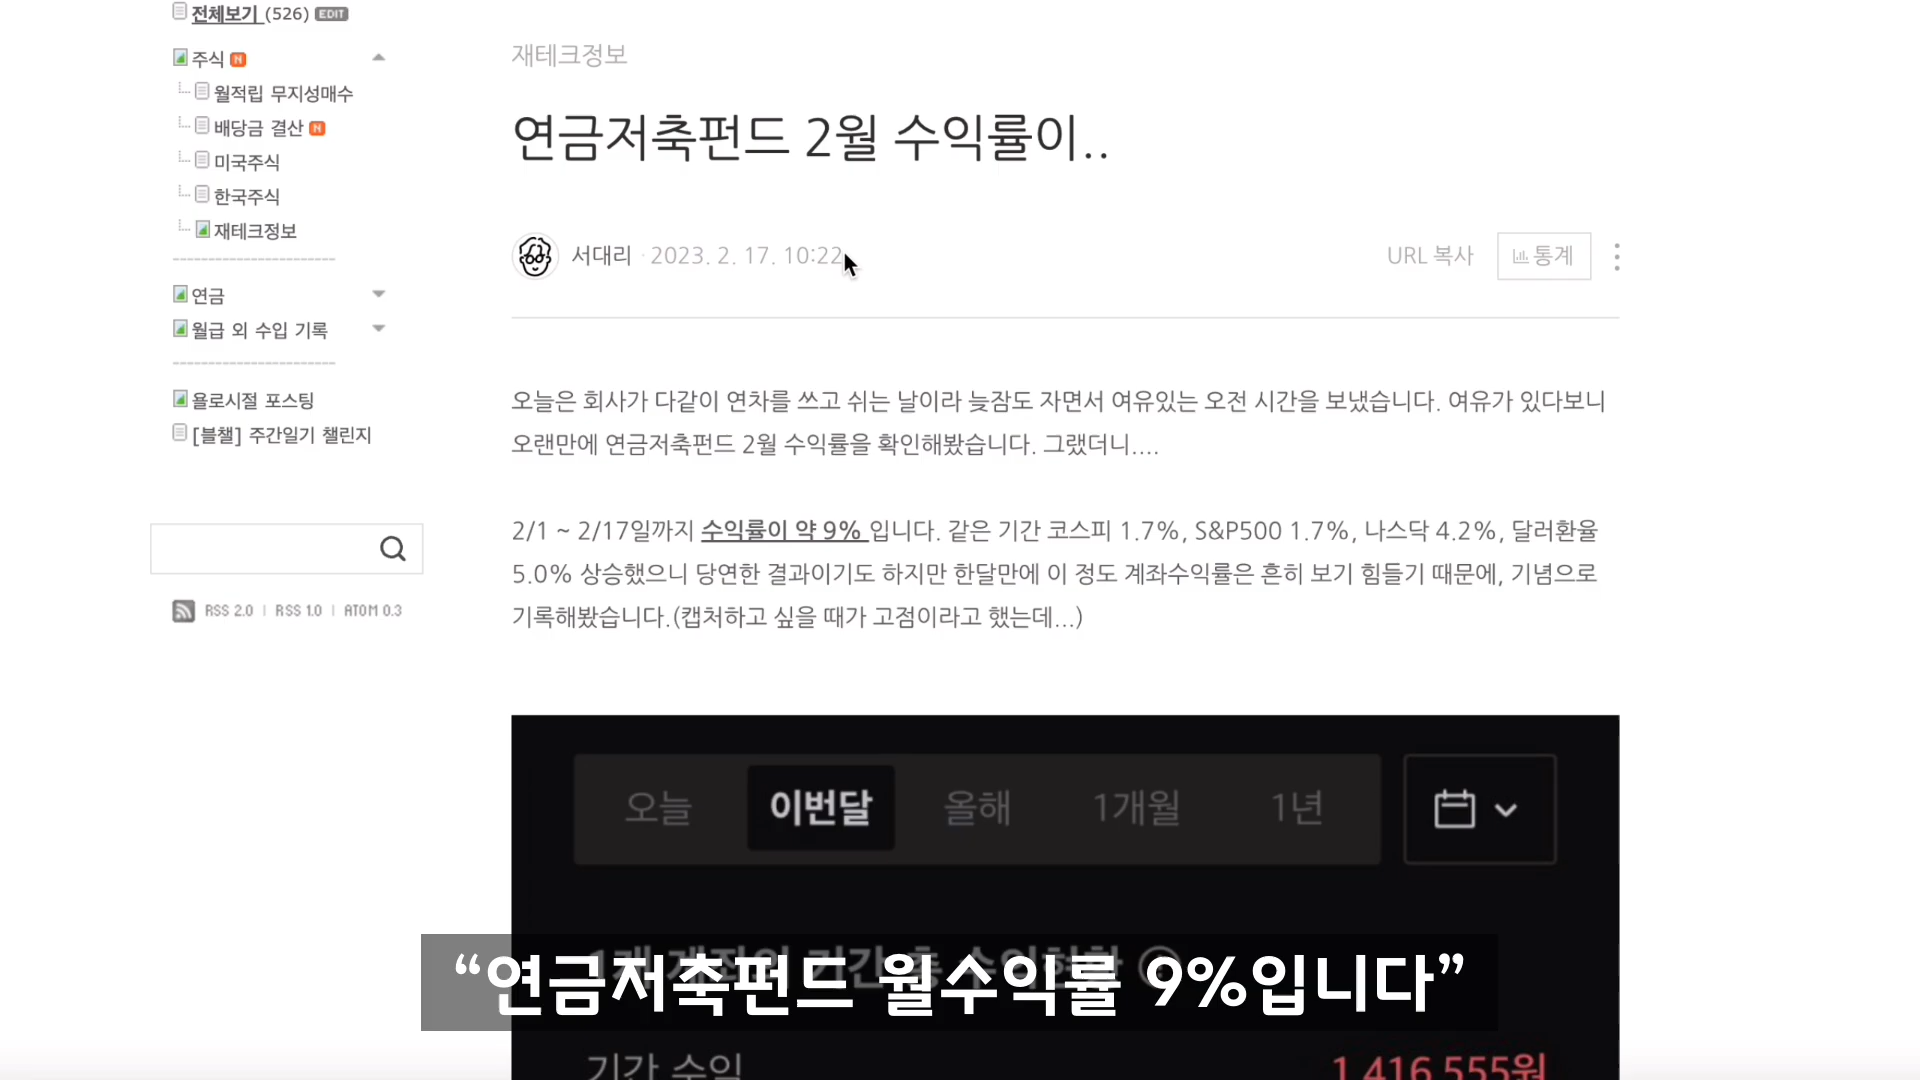 전체보기 (526) EDIT
주식 N
월적립 무지성매수
배당금 결산 N
미국주식
한국주식
재테크정보
연금
월급 외 수입 기록
욜로시절 포스팅
[블챌] 주간일기 챌린지
RSS 2.0 | RSS 1.0 | ATOM 0.3
재테크정보
연금저축펀드 2월 수익률이..
서대리 · 2023. 2. 17. 10:22
URL 복사 통계
오늘은 회사가 다같이 연차를 쓰고 쉬는 날이라 늦잠도 자면서 여유있는 오전 시간을 보냈습니다. 여유가 있다보니
오랜만에 연금저축펀드 2월 수익률을 확인해봤습니다. 그랬더니....
2/1 ~ 2/17일까지 수익률이 약 9% 입니다. 같은 기간 코스피 1.7%, S&P500 1.7%, 나스닥 4.2%, 달러환율
5.0% 상승했으니 당연한 결과이기도 하지만 한달만에 이 정도 계좌수익률은 흔히 보기 힘들기 때문에, 기념으로
기록해봤습니다.(캡처하고 싶을 때가 고점이라고 했는데...)
오늘 이번달 올해 1개월 1년
“연금저축펀드 월수익률 9%입니다”
기간 수익 1,416,555원